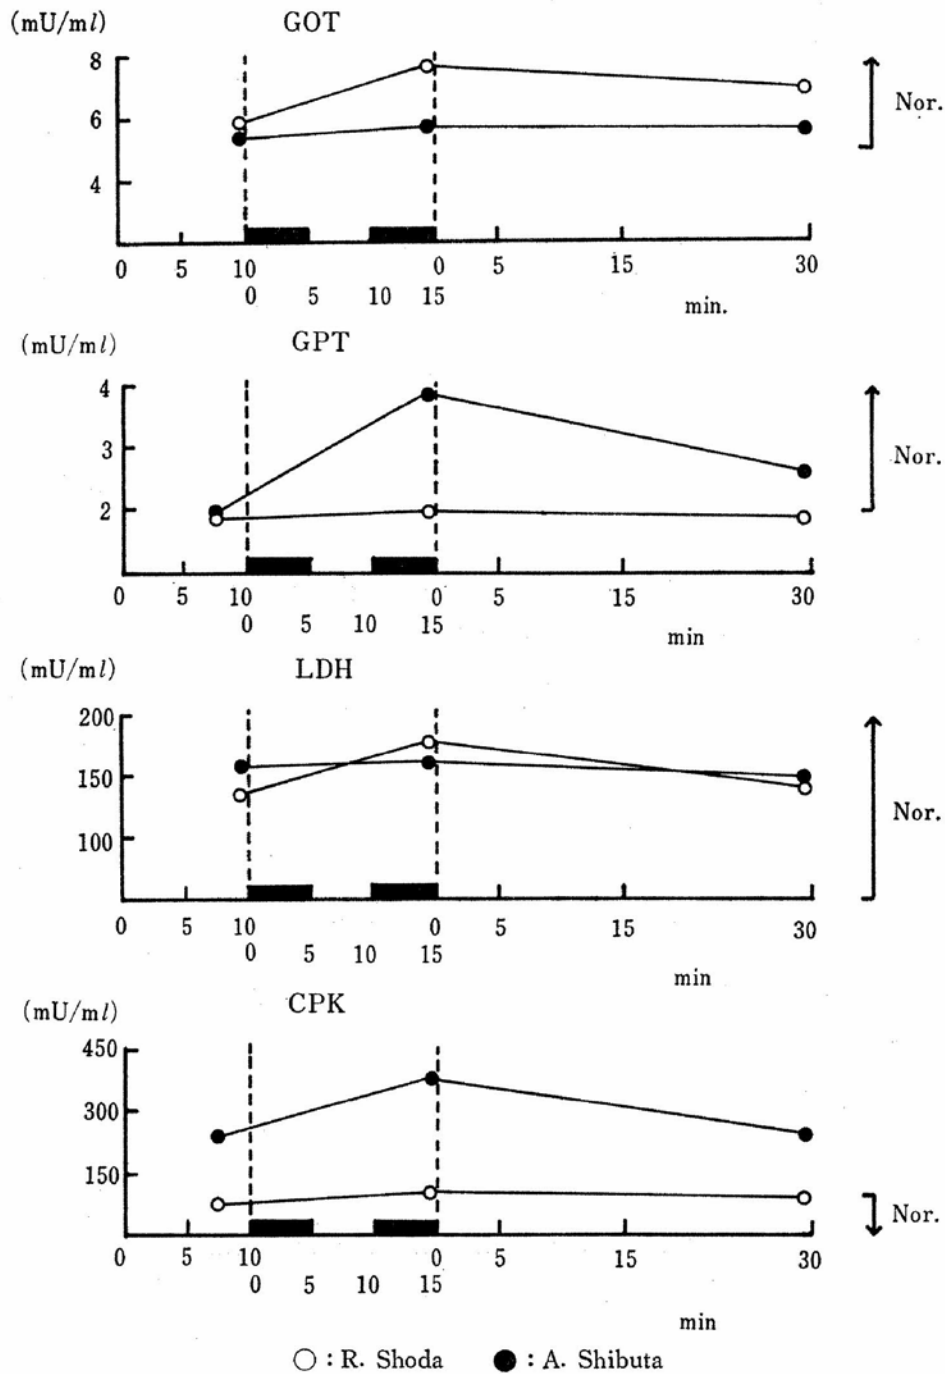 (mU/ml) GOT
8
6
4
Nor.
0 5 10 0 5 15 30
0 5 10 15 min.
(mU/ml) GPT
4
3
2
Nor.
0 5 10 0 5 15 30
0 5 10 15 min
(mU/ml) LDH
200
150
100
Nor.
0 5 10 0 5 15 30
0 5 10 15 min
(mU/ml) CPK
450
300
150
Nor.
0 5 10 0 5 15 30
0 5 10 15 min
○ : R. Shoda ● : A. Shibuta